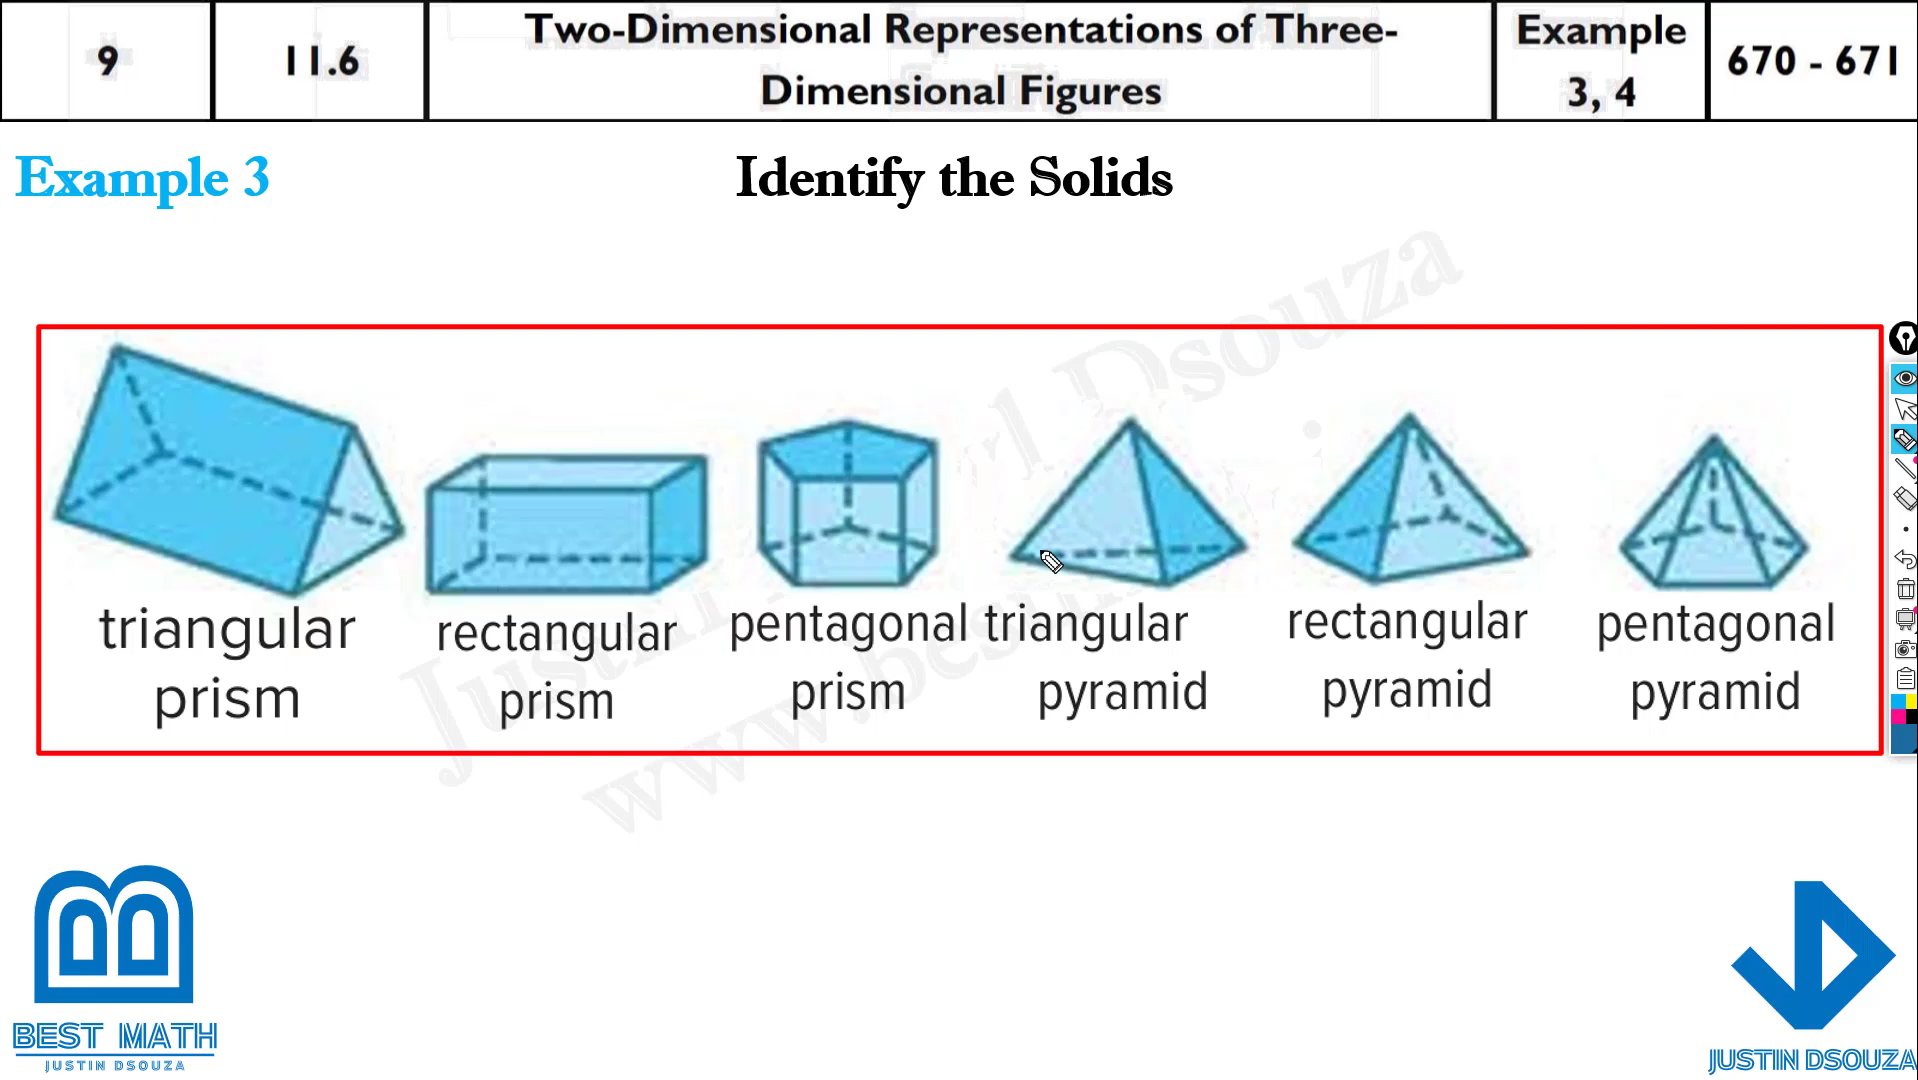 9
11.6
Two-Dimensional Representations of Three-
Dimensional Figures
Example
3, 4
670 - 671
Example 3
Identify the Solids
triangular
prism
rectangular
prism
pentagonal
prism
triangular
pyramid
rectangular
pyramid
pentagonal
pyramid
Dsouza
BEST MATH
JUSTIN DSOUZA
JUSTIN DSOUZA